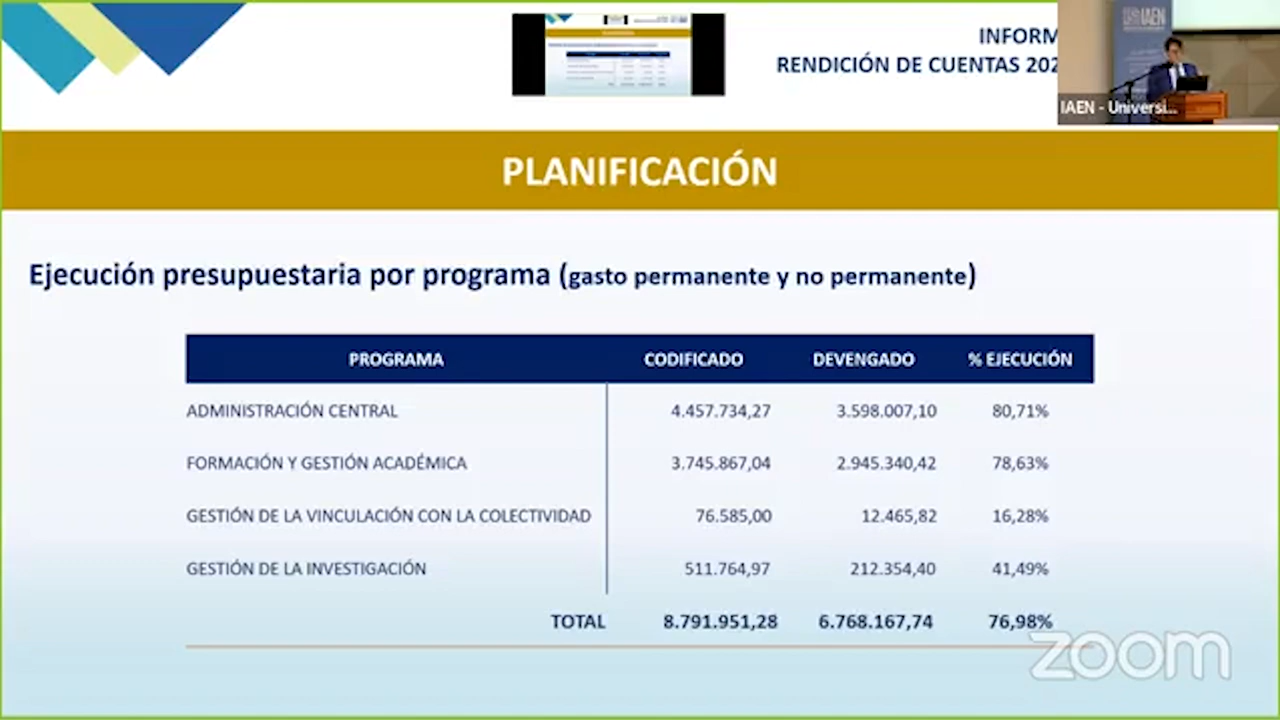 INFORM
RENDICIÓN DE CUENTAS 202
IAEN
IAEN - Universi...
PLANIFICACIÓN
Ejecución presupuestaria por programa (gasto permanente y no permanente)
PROGRAMA CODIFICADO DEVENGADO % EJECUCIÓN
ADMINISTRACIÓN CENTRAL 4.457.734,27 3.598.007,10 80,71%
FORMACIÓN Y GESTIÓN ACADÉMICA 3.745.867,04 2.945.340,42 78,63%
GESTIÓN DE LA VINCULACIÓN CON LA COLECTIVIDAD 76.585,00 12.465,82 16,28%
GESTIÓN DE LA INVESTIGACIÓN 511.764,97 212.354,40 41,49%
TOTAL 8.791.951,28 6.768.167,74 76,98%
zoom